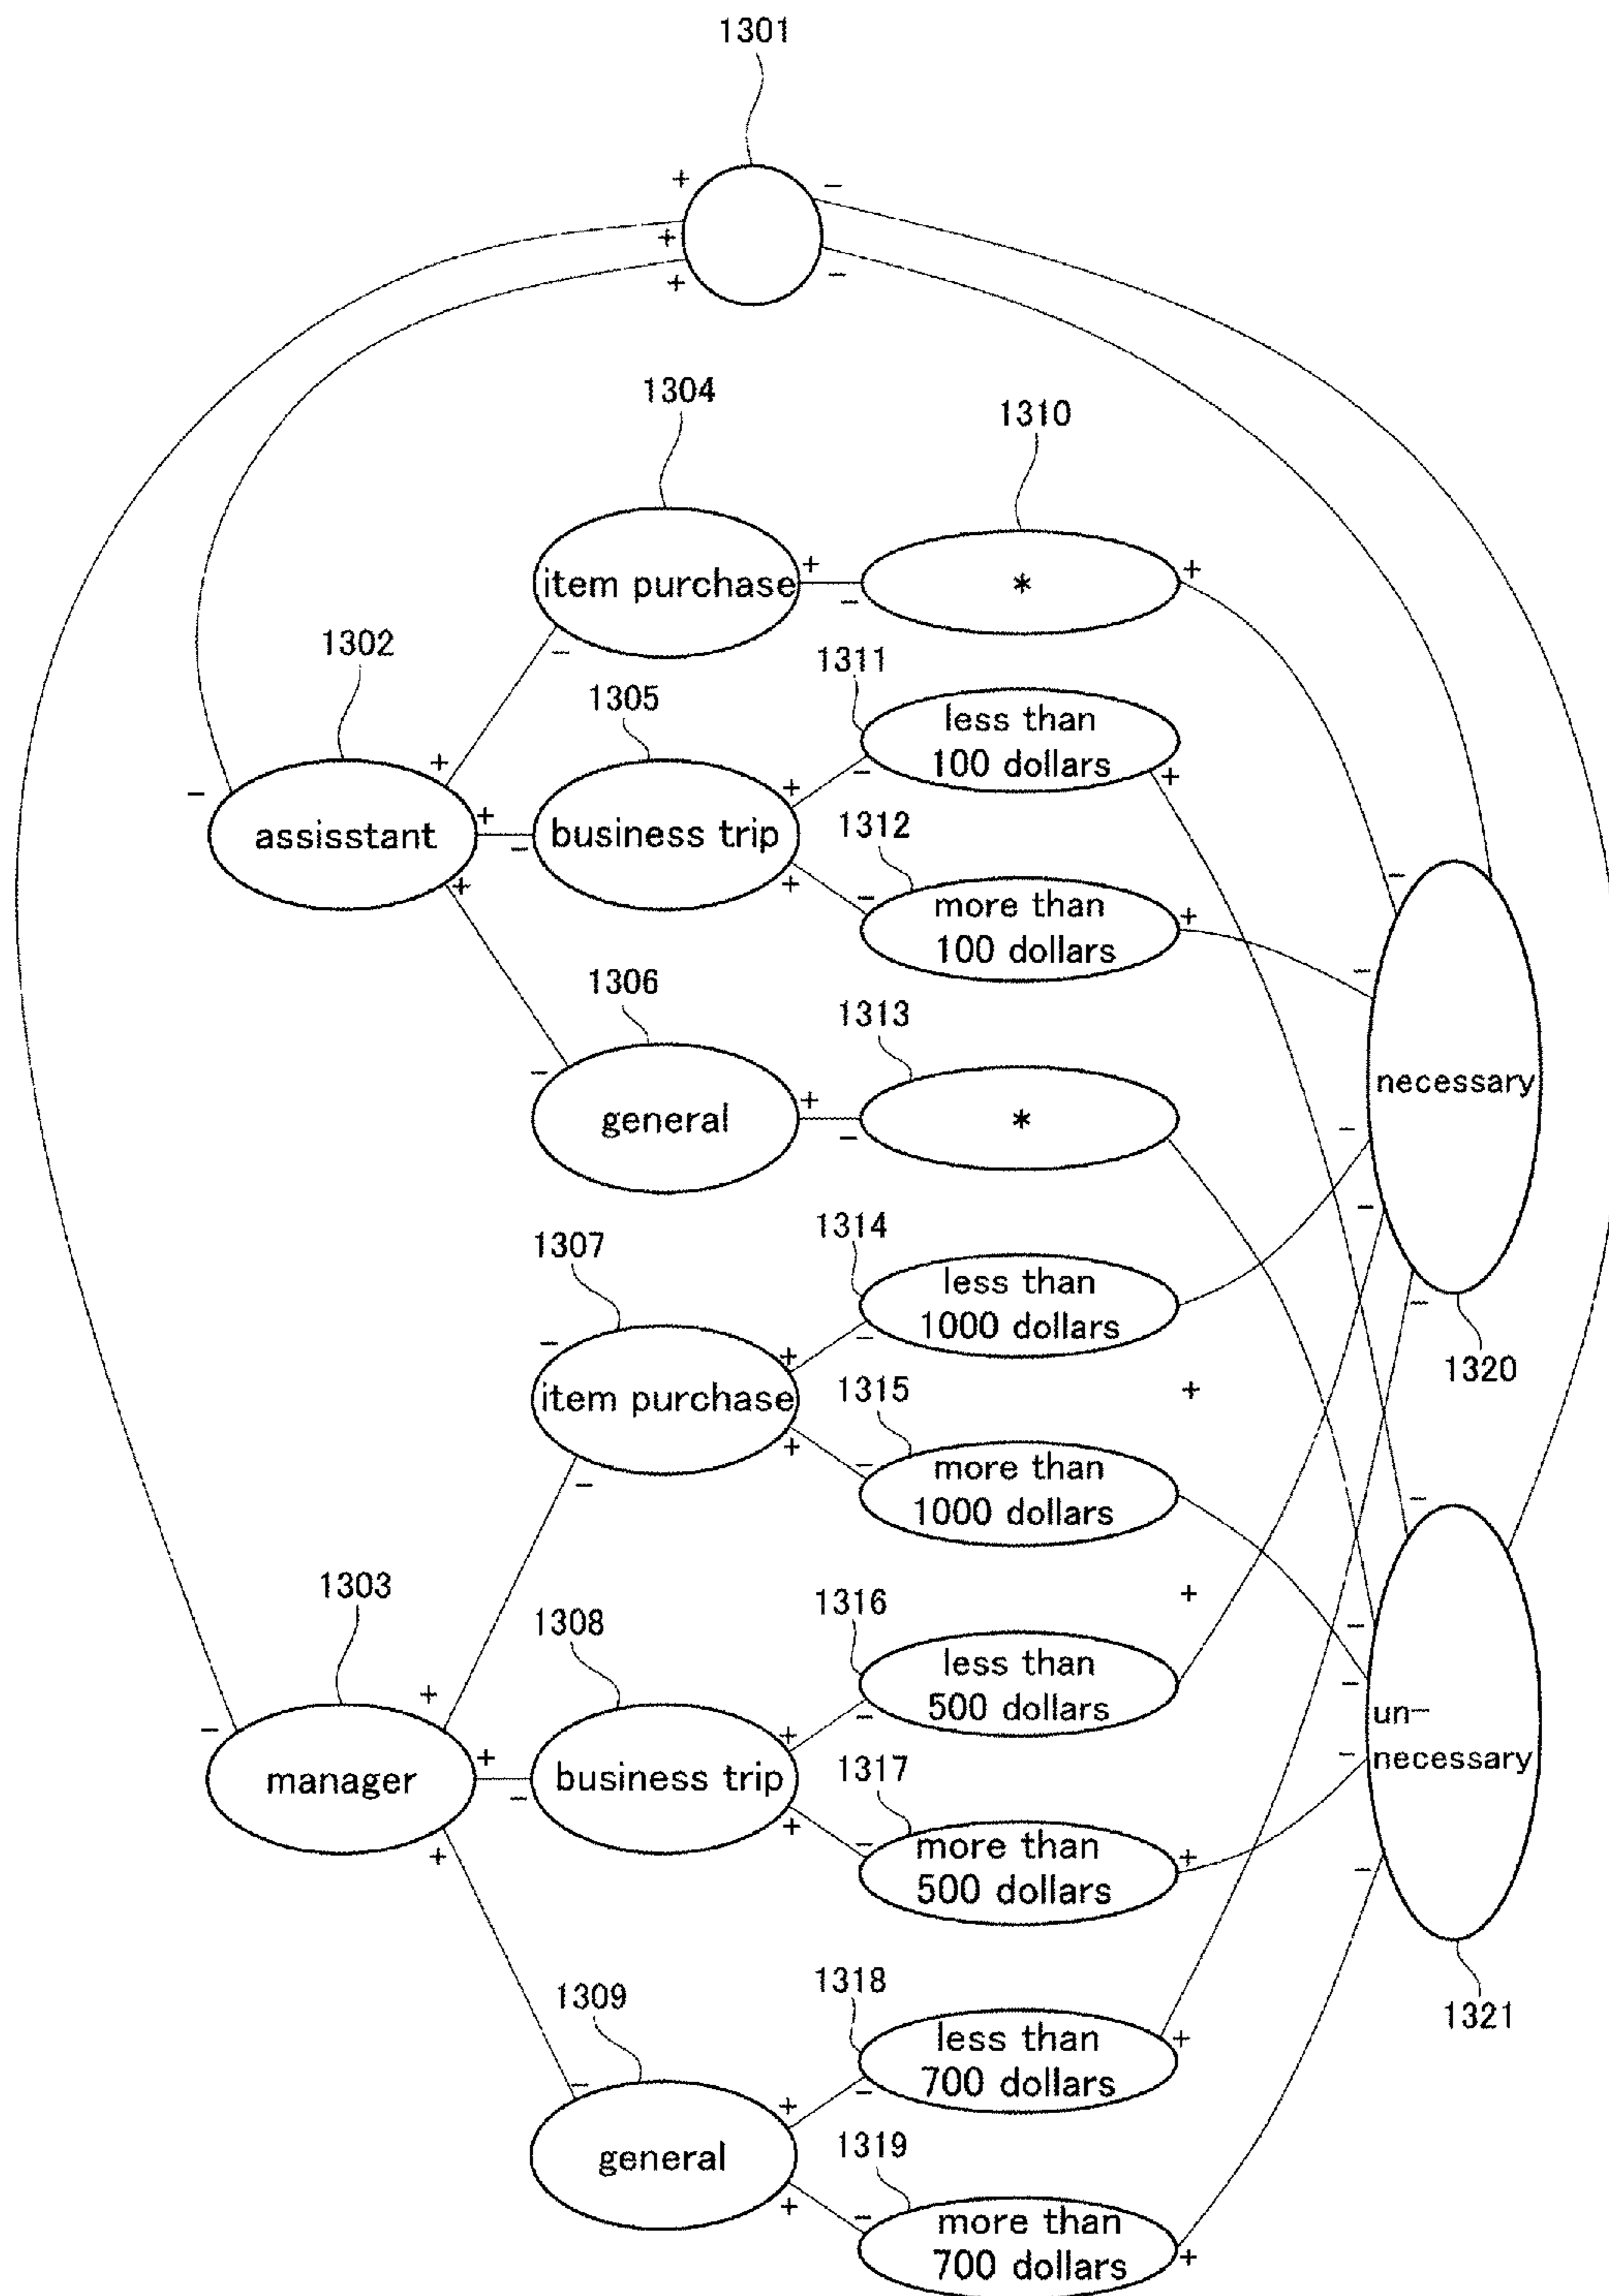 1301
1304
1310
item purchase
*
1302
1311
1305
less than
100 dollars
assisstant
business trip
1312
more than
100 dollars
1306
1313
necessary
general
*
1307
1314
less than
1000 dollars
1320
item purchase
1315
more than
1000 dollars
1303
1308
1316
less than
500 dollars
un-
necessary
manager
business trip
1317
more than
500 dollars
1309
1318
less than
700 dollars
1321
general
1319
more than
700 dollars